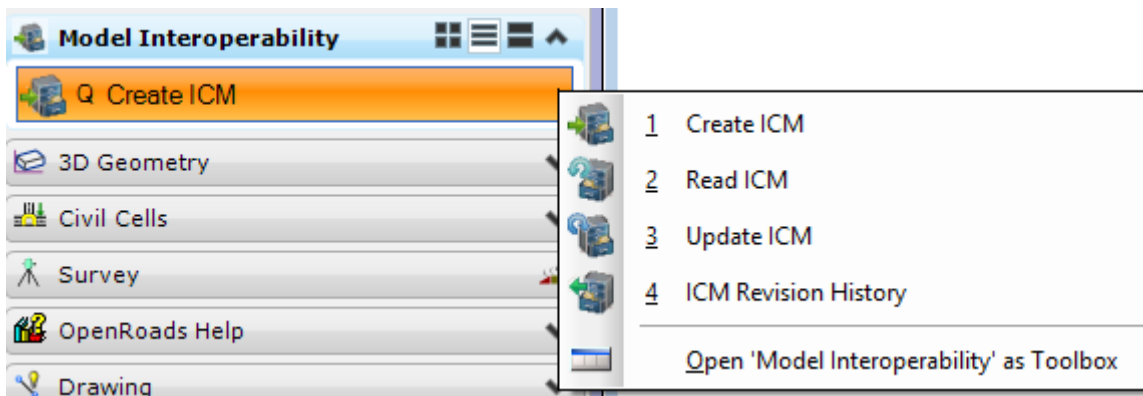 Model Interoperability
Q Create ICM
1 Create ICM
2 Read ICM
3 Update ICM
4 ICM Revision History
Open 'Model Interoperability' as Toolbox
3D Geometry
Civil Cells
Survey
OpenRoads Help
Drawing